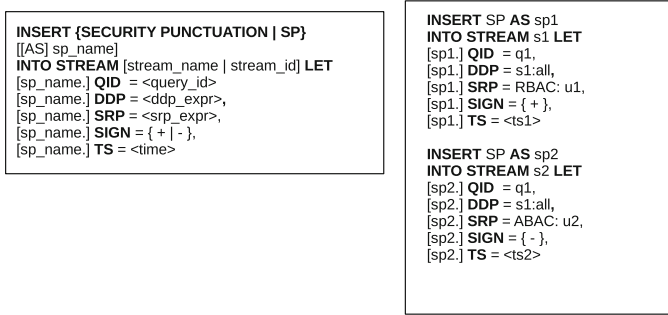 INSERT {SECURITY PUNCTUATION | SP}
[[AS] sp_name]
INTO STREAM [stream_name | stream_id] LET
[sp_name.] QID = <query_id>
[sp_name.] DDP = <ddp_expr>,
[sp_name.] SRP = <srp_expr>,
[sp_name.] SIGN = { + | - },
[sp_name.] TS = <time>
INSERT SP AS sp1
INTO STREAM s1 LET
[sp1.] QID = q1,
[sp1.] DDP = s1:all,
[sp1.] SRP = RBAC: u1,
[sp1.] SIGN = { + },
[sp1.] TS = <ts1>
INSERT SP AS sp2
INTO STREAM s2 LET
[sp2.] QID = q1,
[sp2.] DDP = s1:all,
[sp2.] SRP = ABAC: u2,
[sp2.] SIGN = { - },
[sp2.] TS = <ts2>